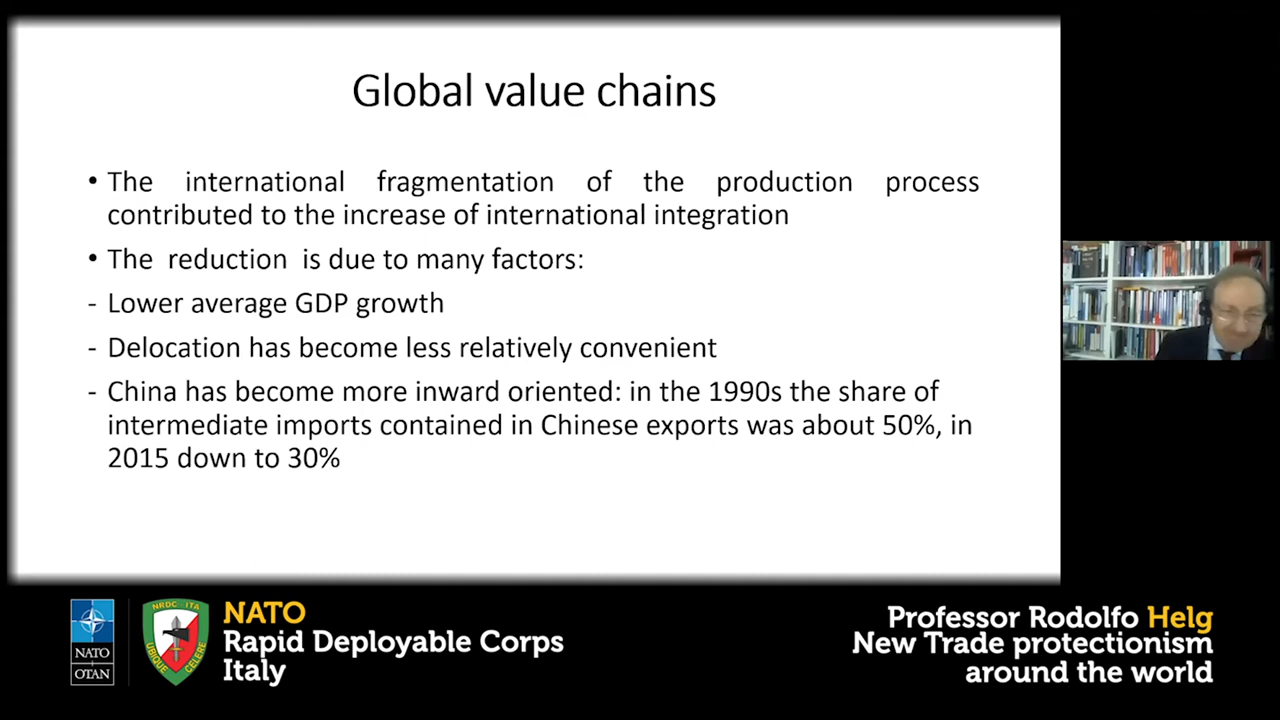 Global value chains
• The international fragmentation of the production process
contributed to the increase of international integration
• The reduction is due to many factors:
- Lower average GDP growth
- Delocation has become less relatively convenient
- China has become more inward oriented: in the 1990s the share of
intermediate imports contained in Chinese exports was about 50%, in
2015 down to 30%
NATO
OTAN
NRDC - ITA
UBIQUE CELERE
NATO
Rapid Deployable Corps
Italy
Professor Rodolfo Helg
New Trade protectionism
around the world